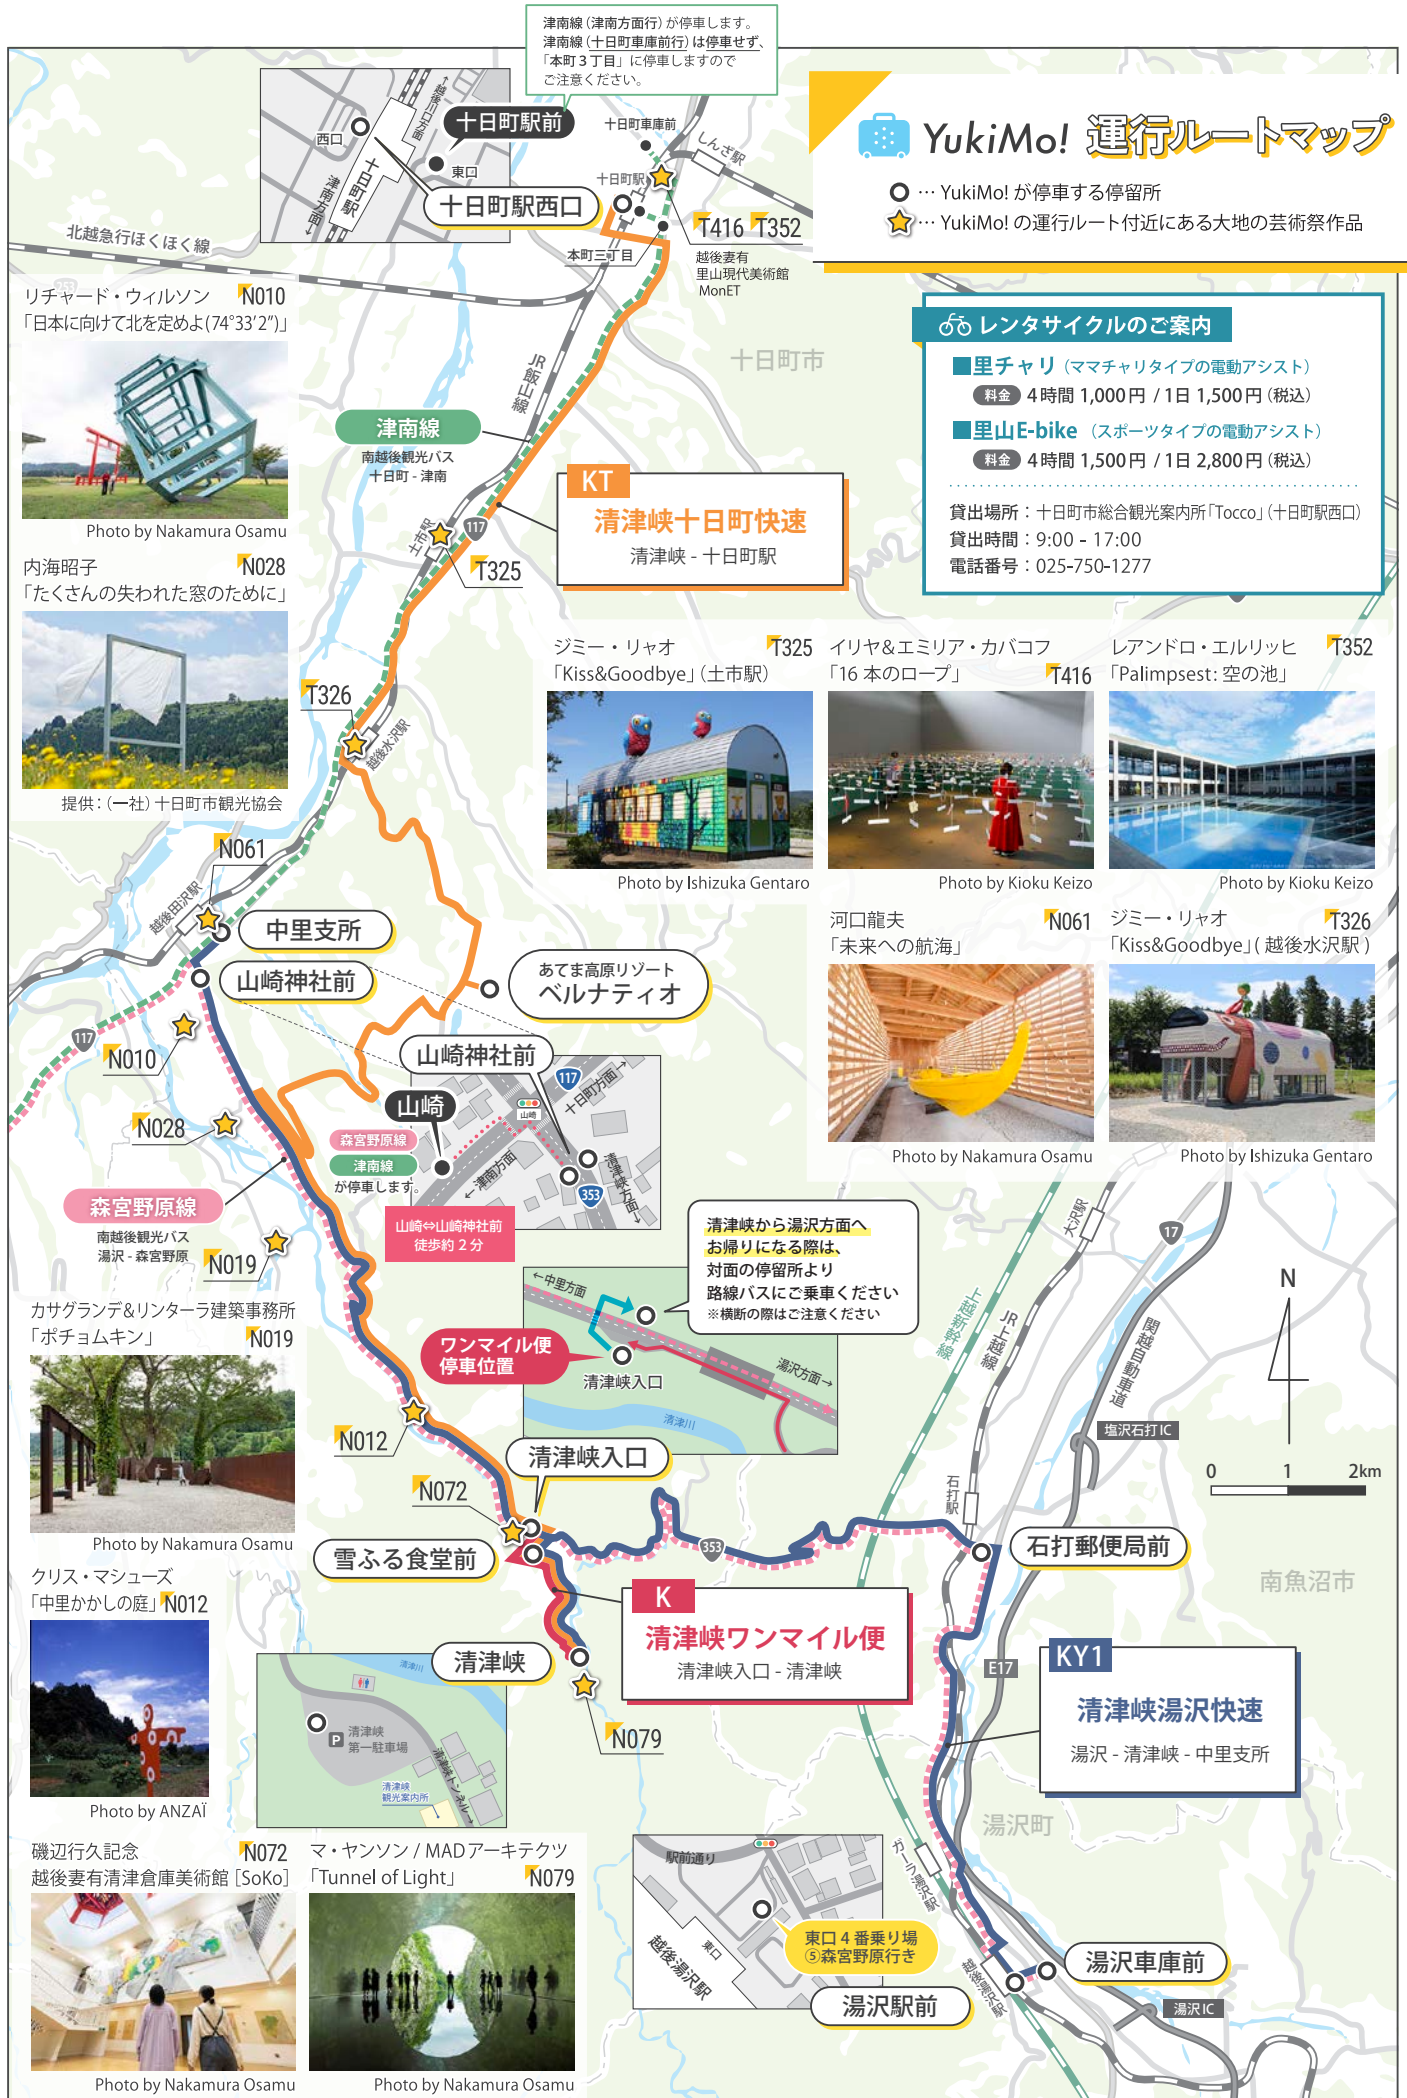 津南線(津南方面行)が停車します。
津南線(十日町車庫前行)は停車せず、
「本町３丁目」に停車しますので
ご注意ください。
YukiMo! 運行ルートマップ
… YukiMo! が停車する停留所
… YukiMo! の運行ルート付近にある大地の芸術祭作品
西口
十日町駅
東口
越後川口方面→
津南方面→
十日町駅前
十日町駅西口
十日町車庫前
しんざ駅
十日町駅
本町三丁目
T416 T352
越後妻有
里山現代美術館
MonET
北越急行ほくほく線
253
十日町市
レンタサイクルのご案内
■里チャリ（ママチャリタイプの電動アシスト）
料金 4時間 1,000円 / 1日 1,500円（税込）
■里山E-bike （スポーツタイプの電動アシスト）
料金 4時間 1,500円 / 1日 2,800円（税込）
貸出場所：十日町市総合観光案内所「Tocco」（十日町駅西口）
貸出時間：9:00 - 17:00
電話番号：025-750-1277
リチャード・ウィルソン N010
「日本に向けて北を定めよ(74°33'2")」
Photo by Nakamura Osamu
内海昭子 N028
「たくさんの失われた窓のために」
提供：(一社)十日町市観光協会
JR飯山線
津南線
南越後観光バス
十日町 - 津南
KT
清津峡十日町快速
清津峡 - 十日町駅
117
土市駅
T325
T326
越後水沢駅
ジミー・リャオ T325
「Kiss&Goodbye」（土市駅）
Photo by Ishizuka Gentaro
イリヤ&エミリア・カバコフ
「16 本のロープ」 T416
Photo by Kioku Keizo
レアンドロ・エルリッヒ T352
「Palimpsest: 空の池」
Photo by Kioku Keizo
河口龍夫 N061
「未来への航海」
Photo by Nakamura Osamu
ジミー・リャオ T326
「Kiss&Goodbye」( 越後水沢駅 )
Photo by Ishizuka Gentaro
N061
越後田沢駅
中里支所
山崎神社前
あてま高原リゾート
ベルナティオ
117
N010
N028
山崎神社前
山崎
117
十日町方面→
山崎
森宮野原線
津南線
が停車します。
←津南方面
清津峡方面→
353
山崎⇔山崎神社前
徒歩約 2 分
森宮野原線
南越後観光バス
湯沢 - 森宮野原
N019
清津峡から湯沢方面へ
お帰りになる際は、
対面の停留所より
路線バスにご乗車ください
※横断の際はご注意ください
←中里方面
ワンマイル便
停車位置
清津峡入口
湯沢方面→
清津川
大沢駅
17
上越新幹線
JR上越線
関越自動車道
N
塩沢石打 IC
0 1 2km
カサグランデ&リンターラ建築事務所
「ポチョムキン」 N019
Photo by Nakamura Osamu
N012
清津峡入口
N072
雪ふる食堂前
353
石打駅
石打郵便局前
南魚沼市
クリス・マシューズ
「中里かかしの庭」 N012
Photo by ANZAÏ
K
清津峡ワンマイル便
清津峡入口 - 清津峡
清津峡
清津川
P 清津峡
第一駐車場
清津峡トンネル→
清津峡
観光案内所
N079
E17
KY1
清津峡湯沢快速
湯沢 - 清津峡 - 中里支所
湯沢町
磯辺行久記念 N072
越後妻有清津倉庫美術館 [SoKo]
Photo by Nakamura Osamu
マ・ヤンソン / MADアーキテクツ
「Tunnel of Light」 N079
Photo by Nakamura Osamu
駅前通り
越後湯沢駅
東口
東口 4 番乗り場
⑤森宮野原行き
湯沢駅前
ガーラ湯沢駅
越後湯沢駅
湯沢車庫前
湯沢 IC